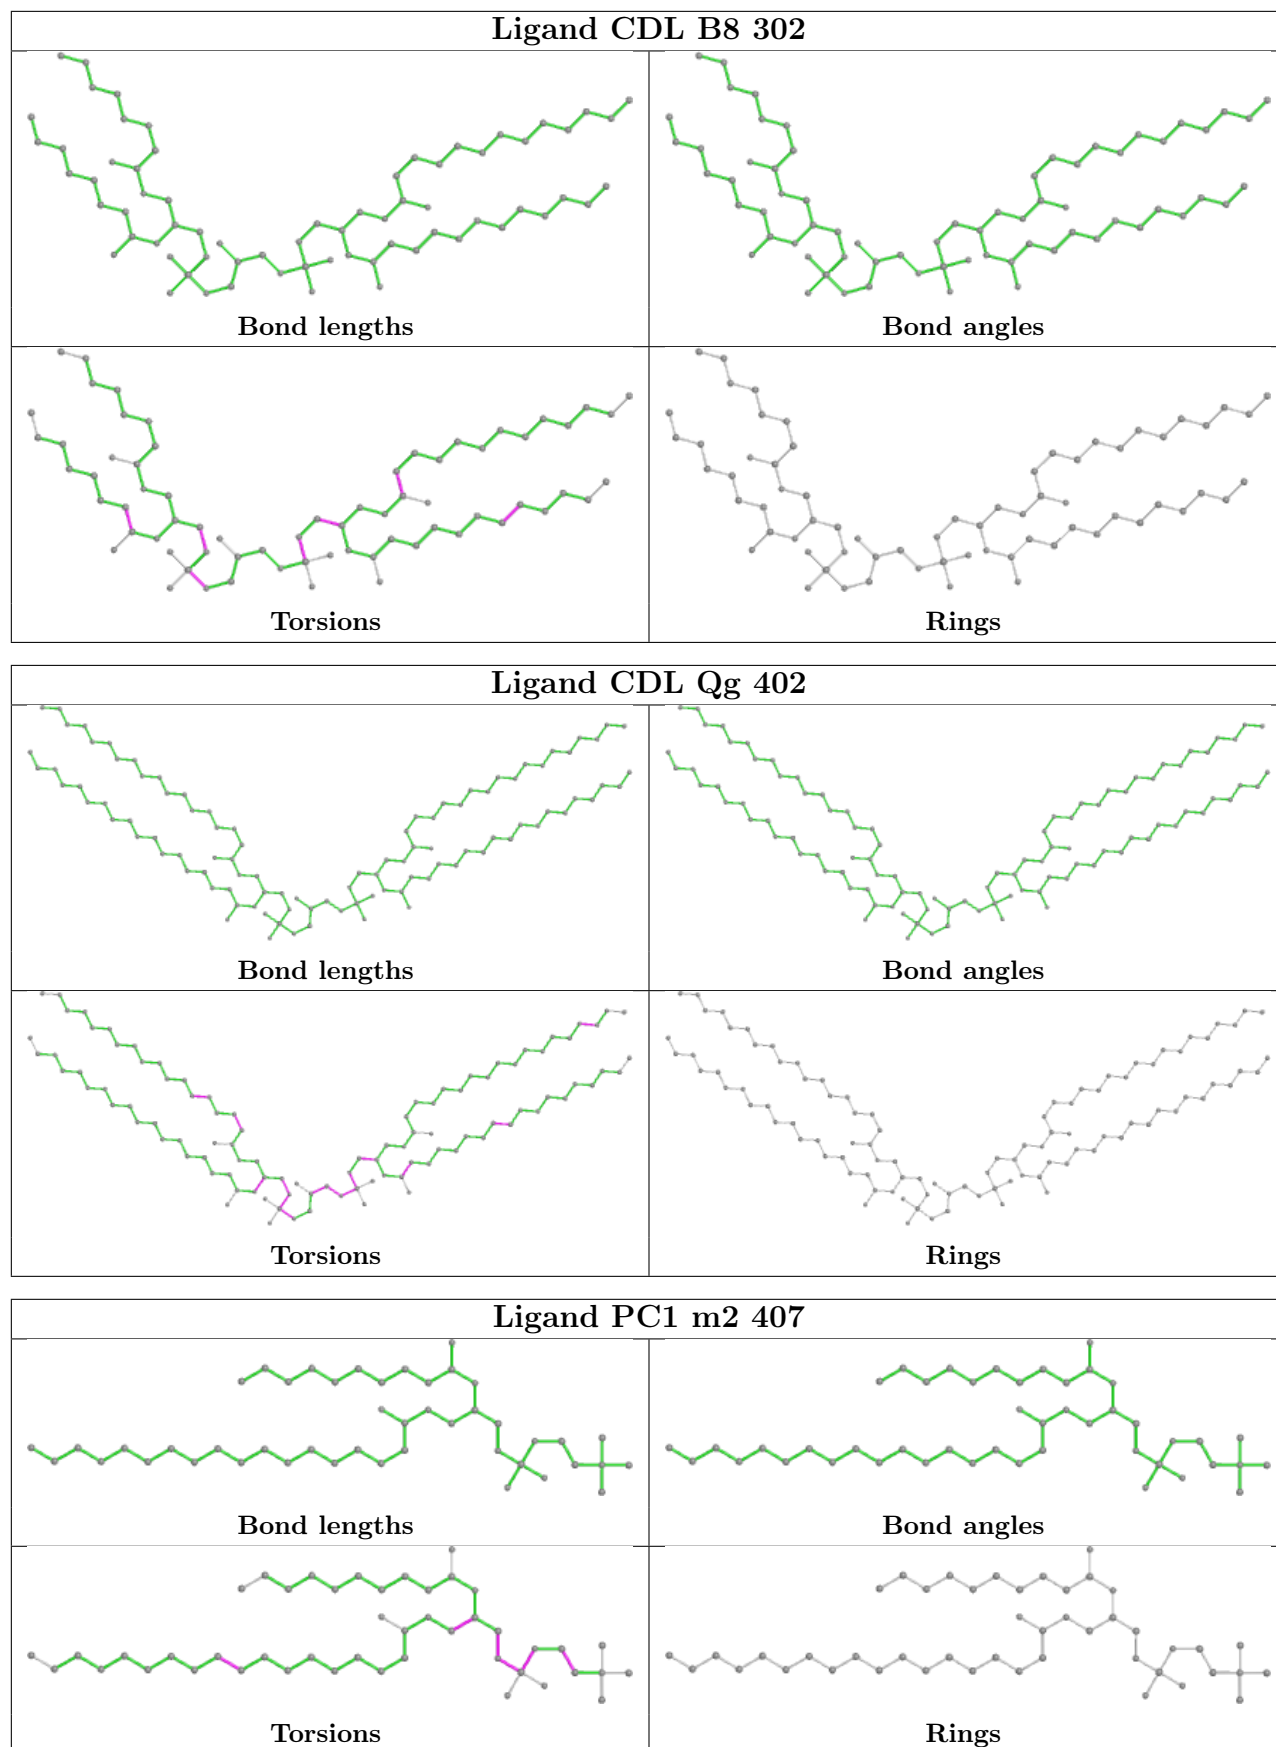 Ligand CDL B8 302
Bond lengths
Bond angles
Torsions
Rings
Ligand CDL Qg 402
Bond lengths
Bond angles
Torsions
Rings
Ligand PC1 m2 407
Bond lengths
Bond angles
Torsions
Rings